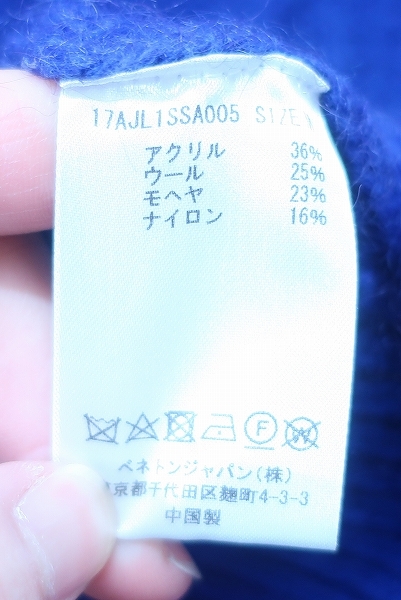 17AJL1SSA005 SIZE
アクリル 36%
ウール 25%
モヘヤ 23%
ナイロン 16%
F W
ベネトンジャパン(株)
京都千代田区麹町4-3-3
中国製